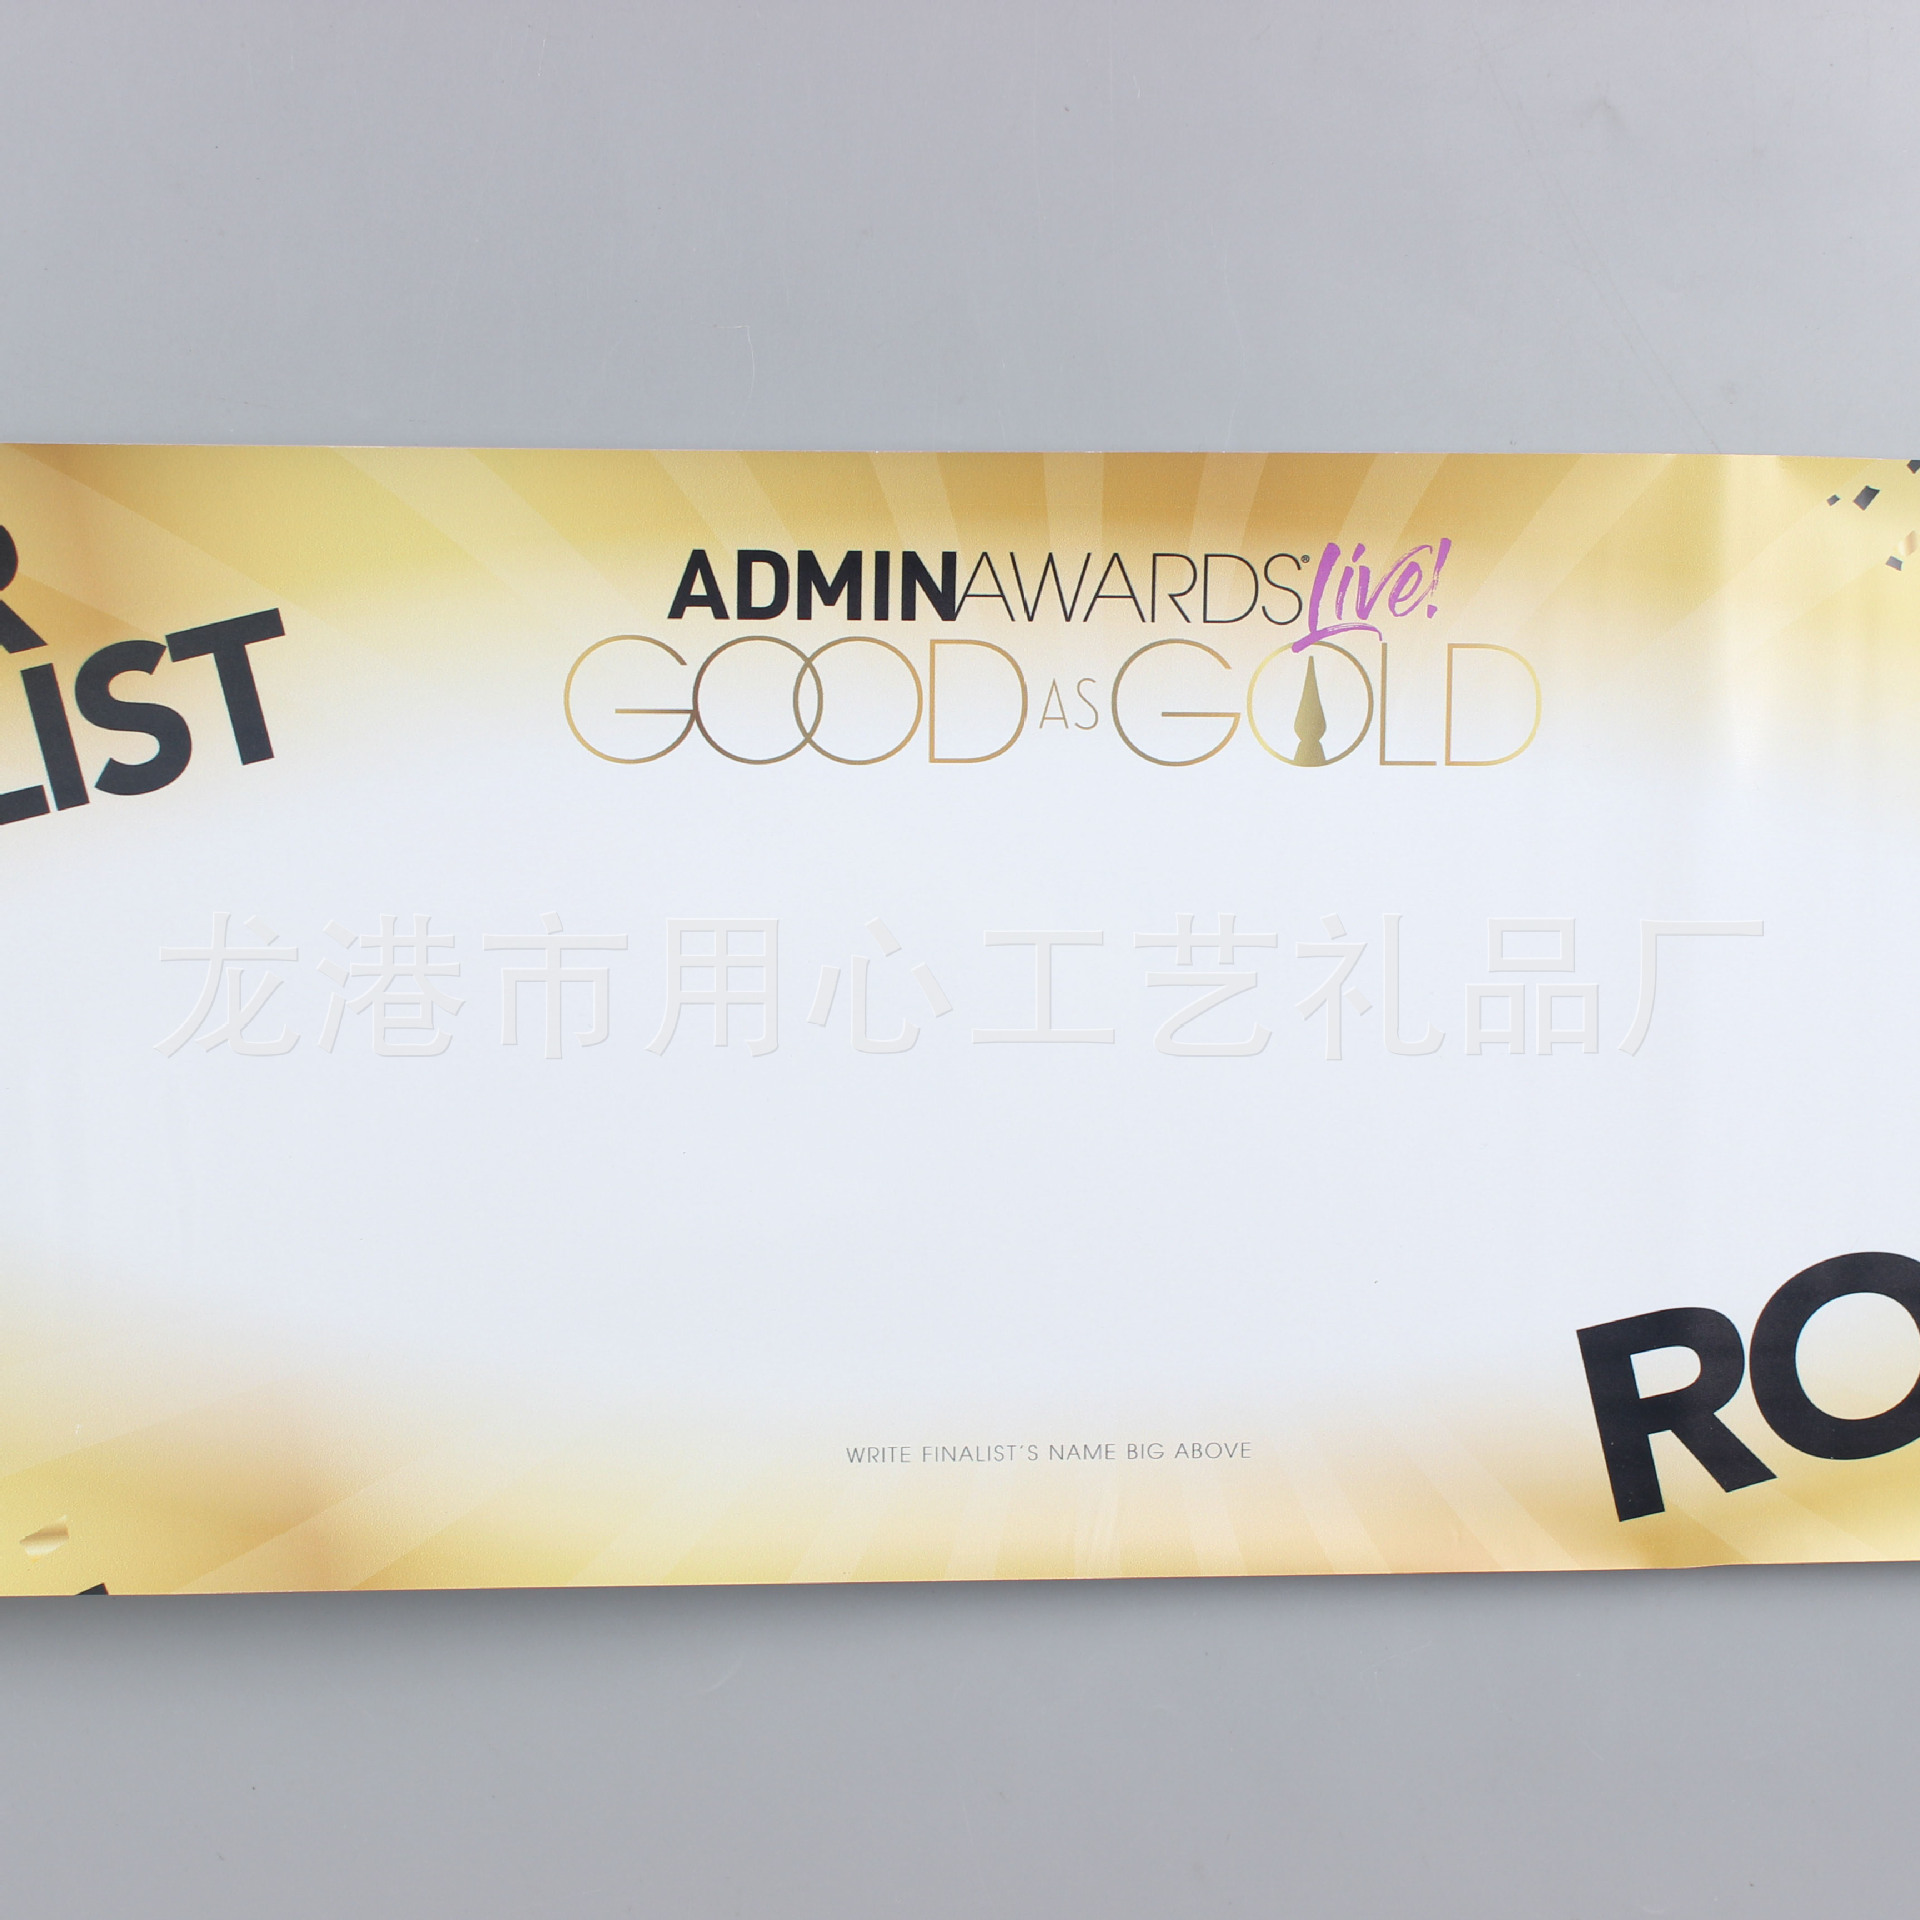 ADMINAWARDS® Live!
GOOD AS GOLD
R
LIST
龙港市用心工艺礼品厂
WRITE FINALIST'S NAME BIG ABOVE
RO